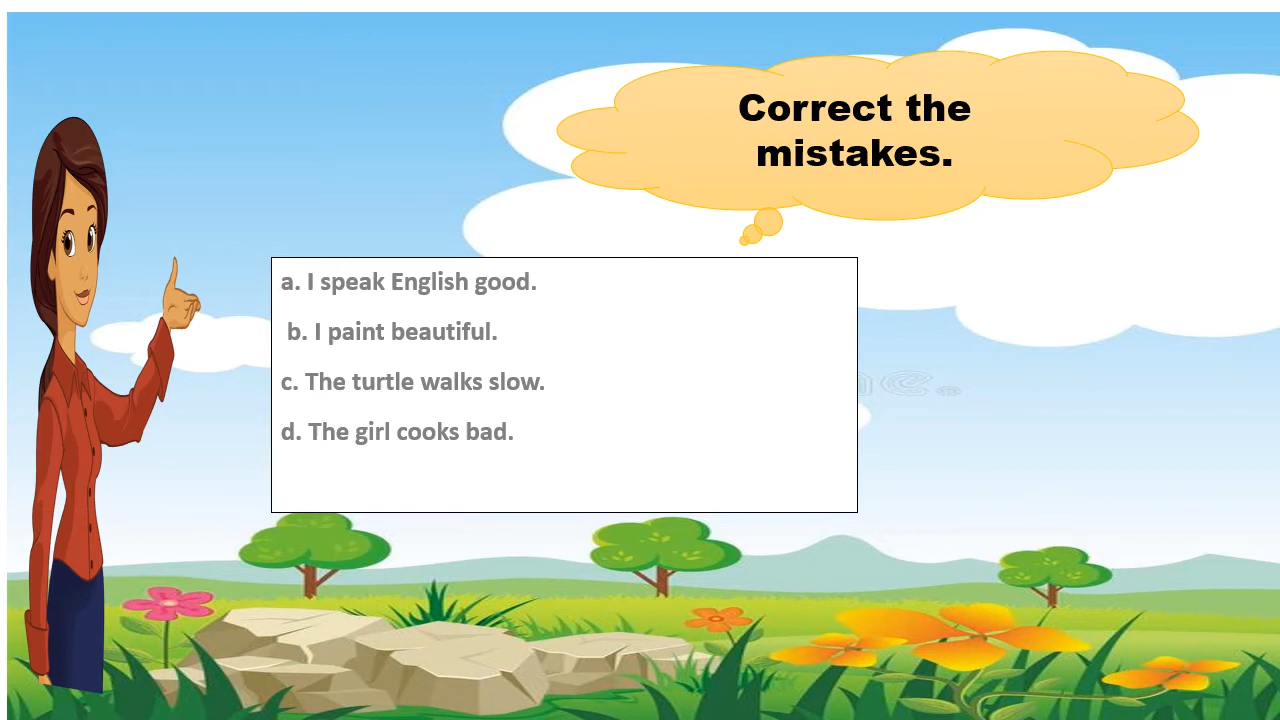 Correct the
mistakes.
a. I speak English good.
b. I paint beautiful.
c. The turtle walks slow.
d. The girl cooks bad.